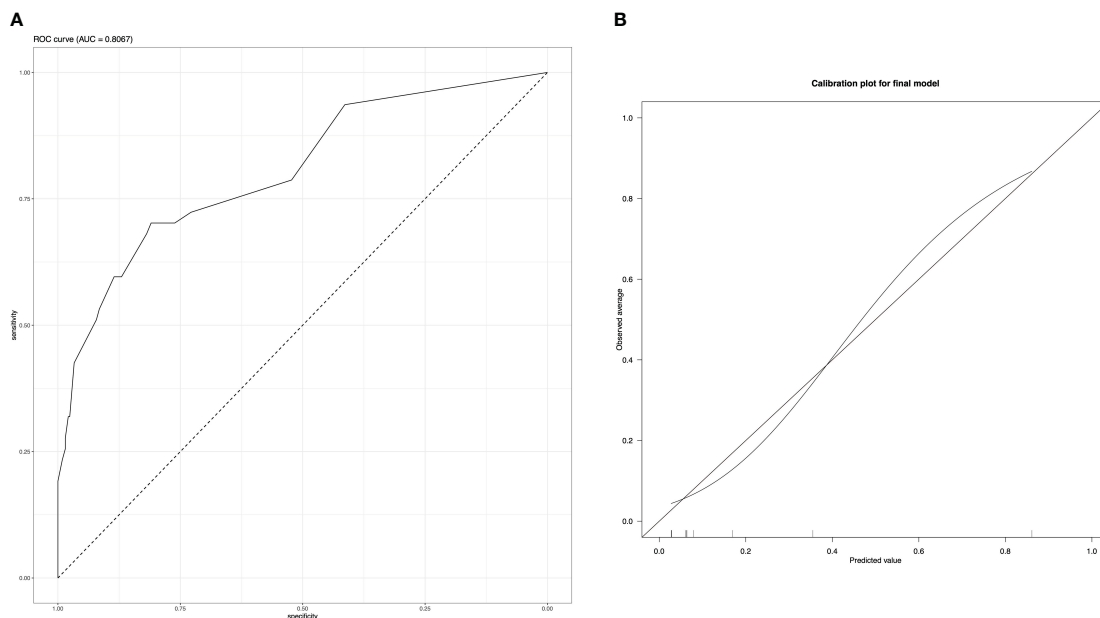 A
ROC curve (AUC = 0.8067)
1.00
0.75
0.50
0.25
0.00
sensitivity
1.00 0.75 0.50 0.25 0.00
specificity
B
Calibration plot for final model
1.0
0.8
0.6
0.4
0.2
0.0
Observed average
0.0 0.2 0.4 0.6 0.8 1.0
Predicted value